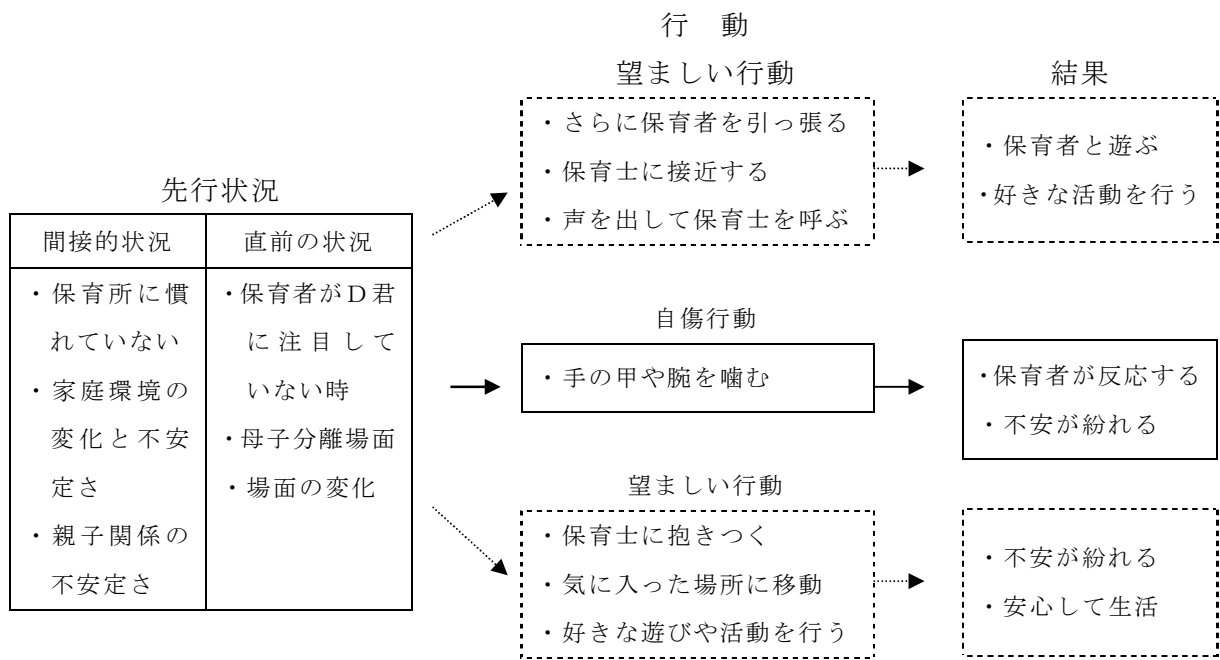 行　動
望ましい行動
・さらに保育者を引っ張る
・保育士に接近する
・声を出して保育士を呼ぶ
結果
・保育者と遊ぶ
・好きな活動を行う
先行状況
間接的状況
・保育所に慣
れていない
・家庭環境の
変化と不安
定さ
・親子関係の
不安定さ
直前の状況
・保育者がD君
に注目して
いない時
・母子分離場面
・場面の変化
自傷行動
・手の甲や腕を噛む
・保育者が反応する
・不安が紛れる
望ましい行動
・保育士に抱きつく
・気に入った場所に移動
・好きな遊びや活動を行う
・不安が紛れる
・安心して生活